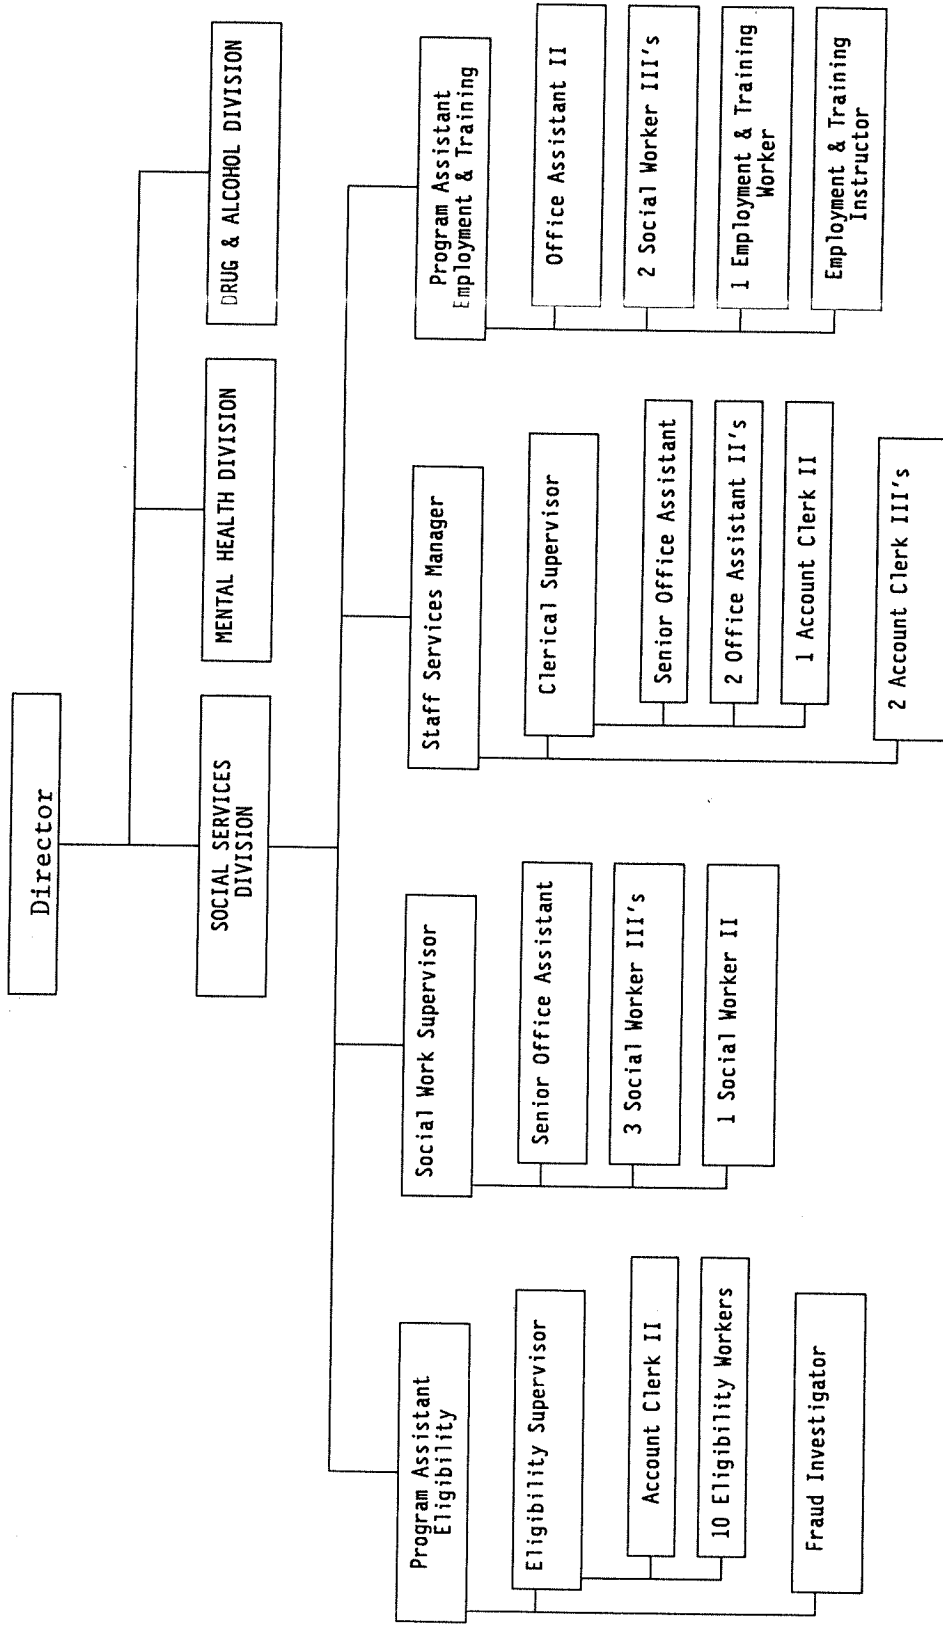 Director
SOCIAL SERVICES
DIVISION
MENTAL HEALTH DIVISION
DRUG & ALCOHOL DIVISION
Program Assistant
Eligibility
Eligibility Supervisor
Account Clerk II
10 Eligibility Workers
Fraud Investigator
Social Work Supervisor
Senior Office Assistant
3 Social Worker III's
1 Social Worker II
Staff Services Manager
Clerical Supervisor
Senior Office Assistant
2 Office Assistant II's
1 Account Clerk II
2 Account Clerk III's
Program Assistant
Employment & Training
Office Assistant II
2 Social Worker III's
1 Employment & Training
Worker
Employment & Training
Instructor